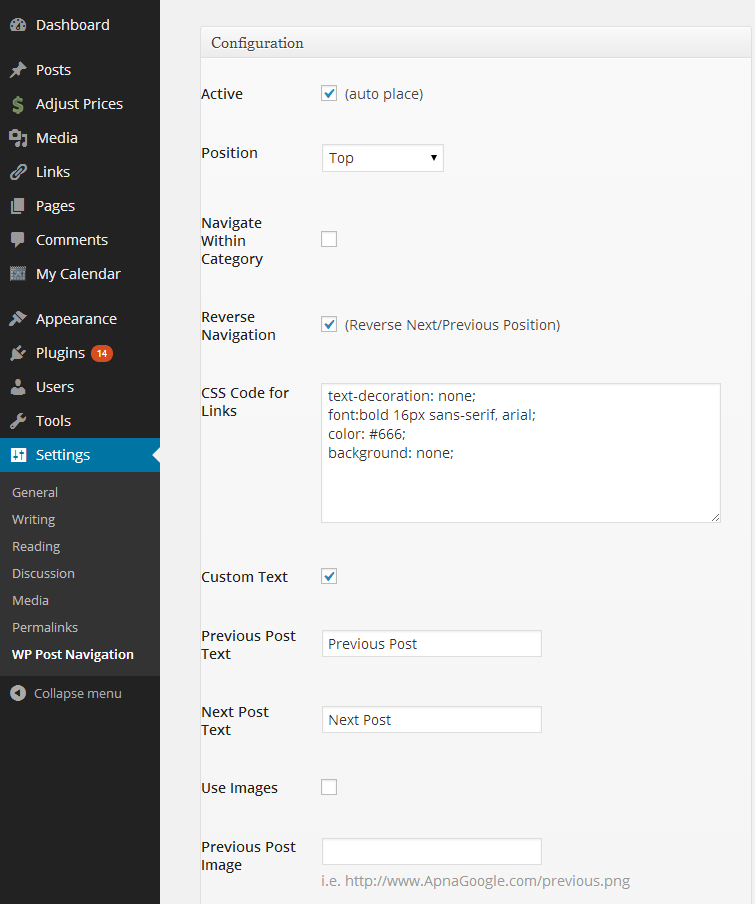 Dashboard
Posts
Adjust Prices
Media
Links
Pages
Comments
My Calendar
Appearance
Plugins 14
Users
Tools
Settings
General
Writing
Reading
Discussion
Media
Permalinks
WP Post Navigation
Collapse menu
Configuration
Active (auto place)
Position Top
Navigate
Within
Category
Reverse
Navigation (Reverse Next/Previous Position)
CSS Code for
Links
text-decoration: none;
font:bold 16px sans-serif, arial;
color: #666;
background: none;
Custom Text
Previous Post
Text
Previous Post
Next Post
Text
Next Post
Use Images
Previous Post
Image
i.e. http://www.ApnaGoogle.com/previous.png